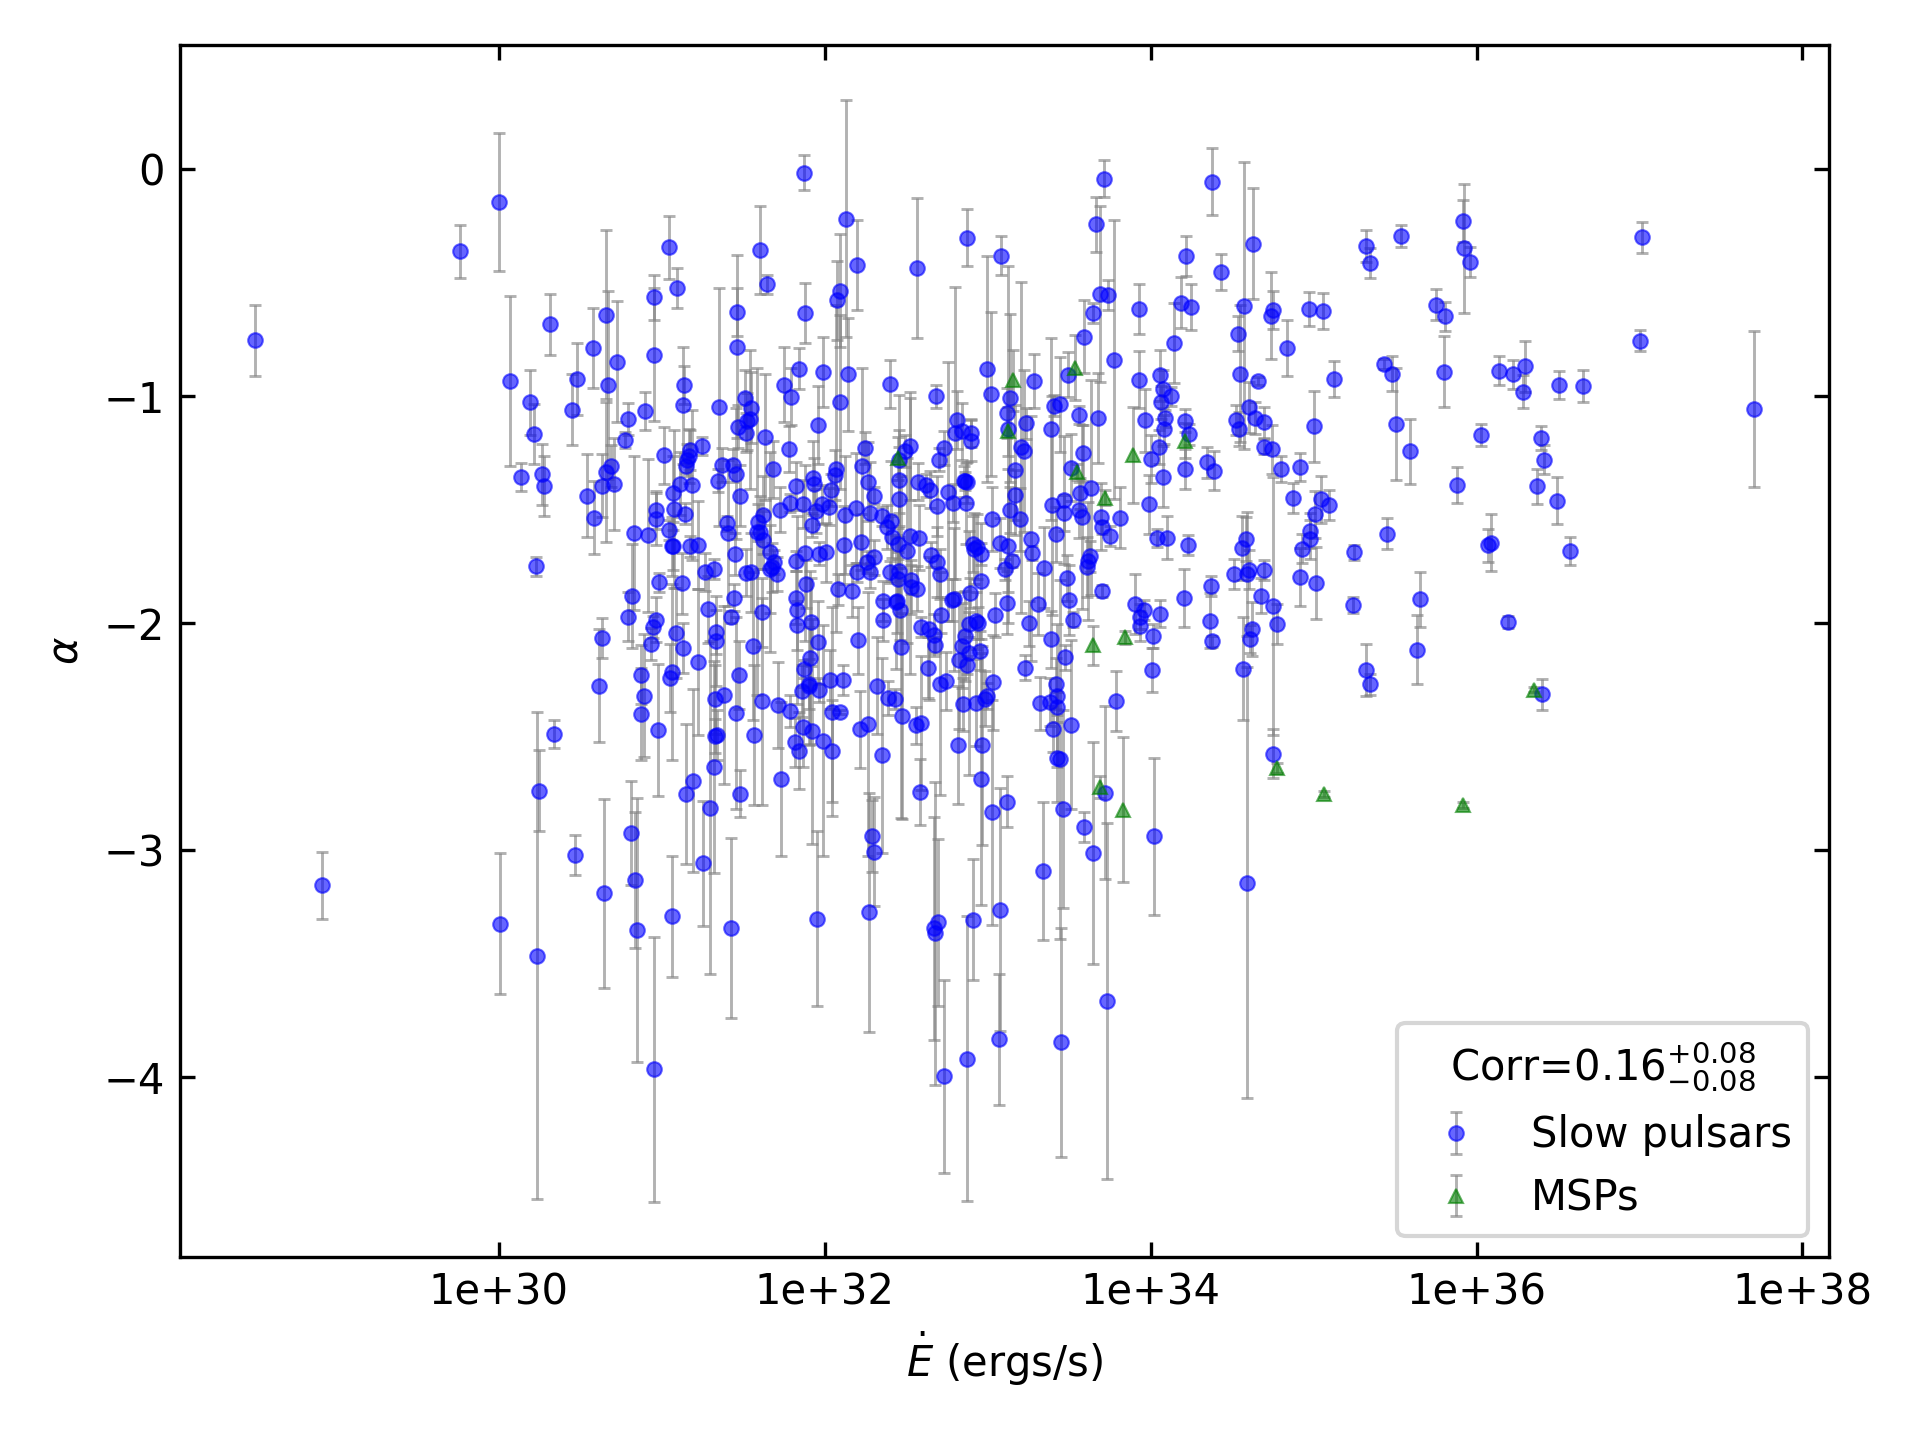 0
−1
−2
−3
−4
α
1e+30 1e+32 1e+34 1e+36 1e+38
Ė (ergs/s)
Corr=0.16+0.08 −0.08
Slow pulsars
MSPs